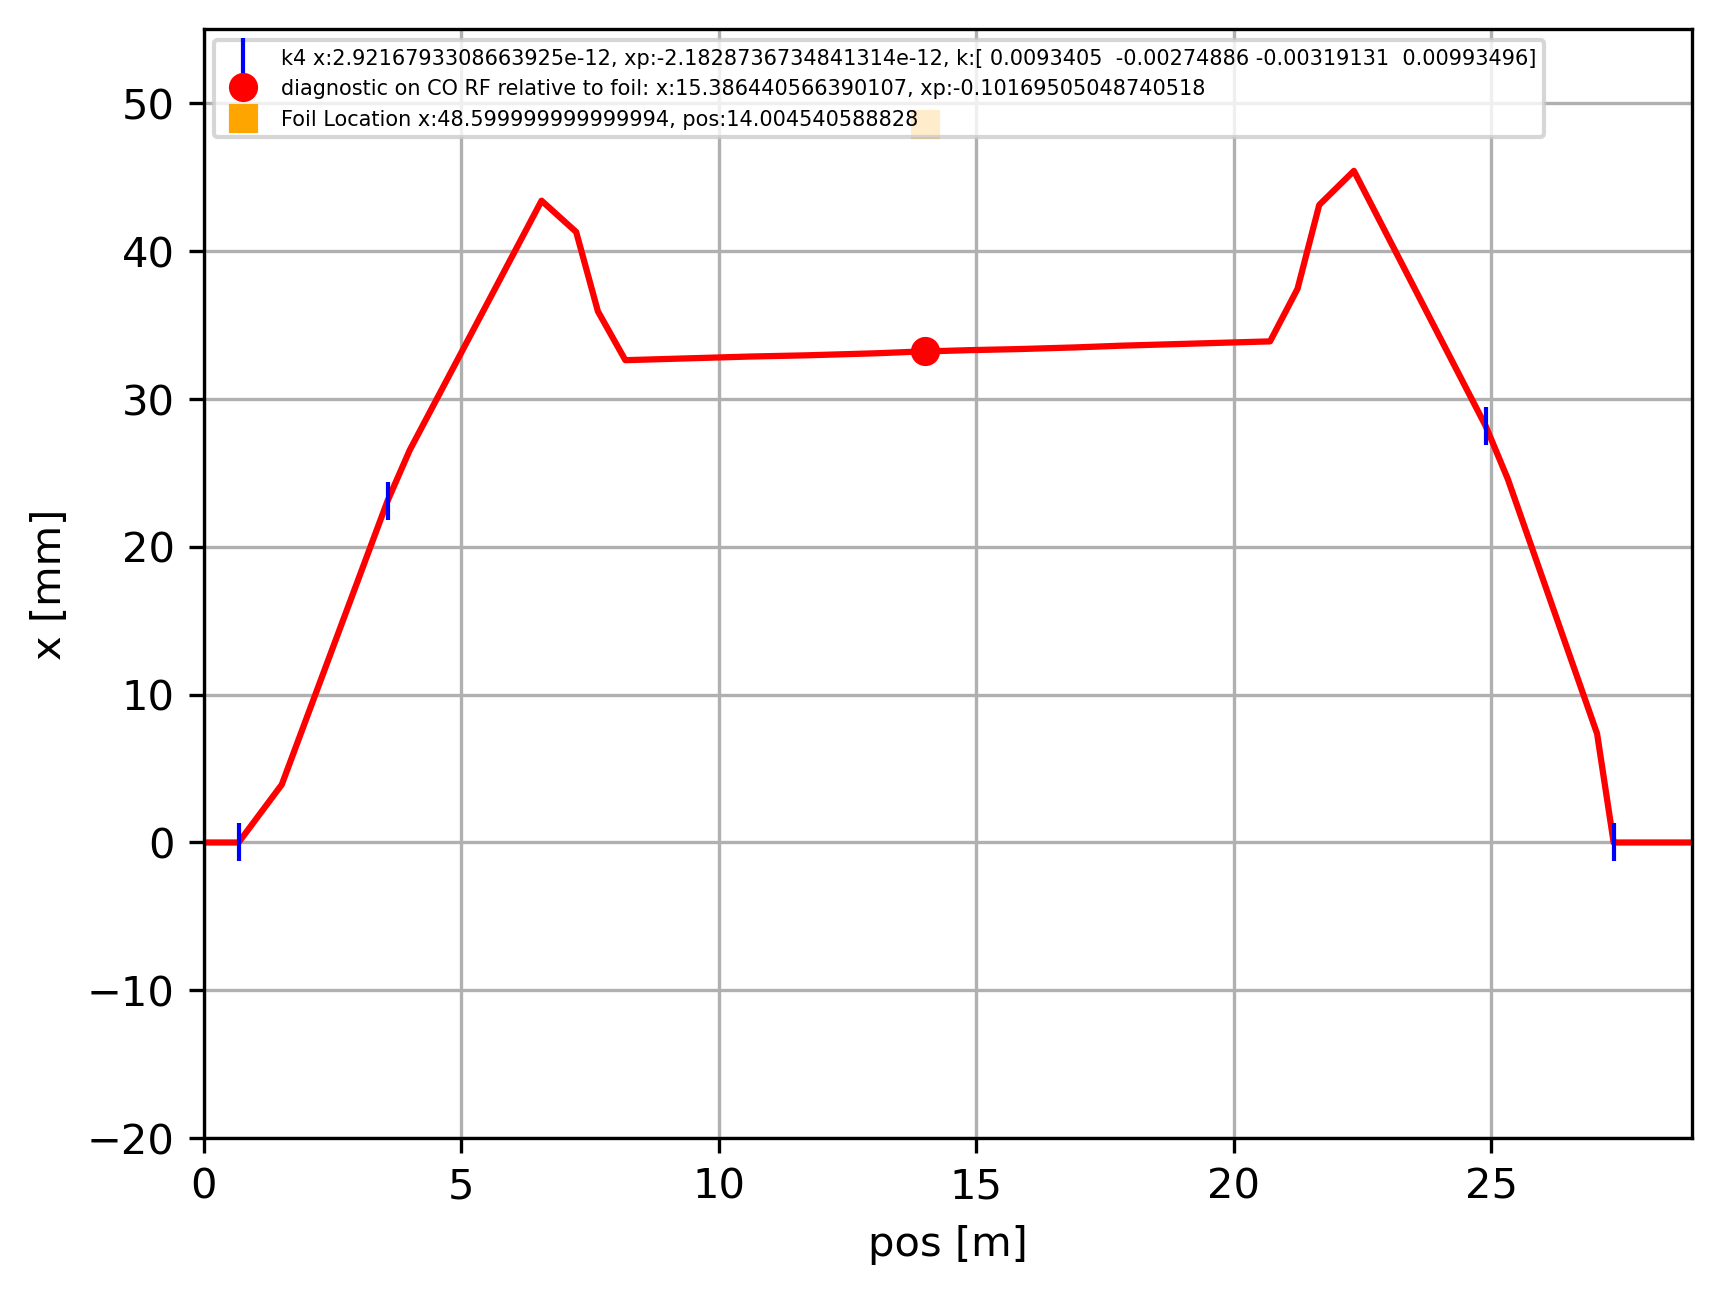 k4 x:2.9216793308663925e-12, xp:-2.1828736734841314e-12, k:[ 0.0093405  -0.00274886 -0.00319131  0.00993496]
diagnostic on CO RF relative to foil: x:15.386440566390107, xp:-0.10169505048740518
Foil Location x:48.599999999999994, pos:14.004540588828
50
40
30
20
10
0
−10
−20
x [mm]
0 5 10 15 20 25
pos [m]